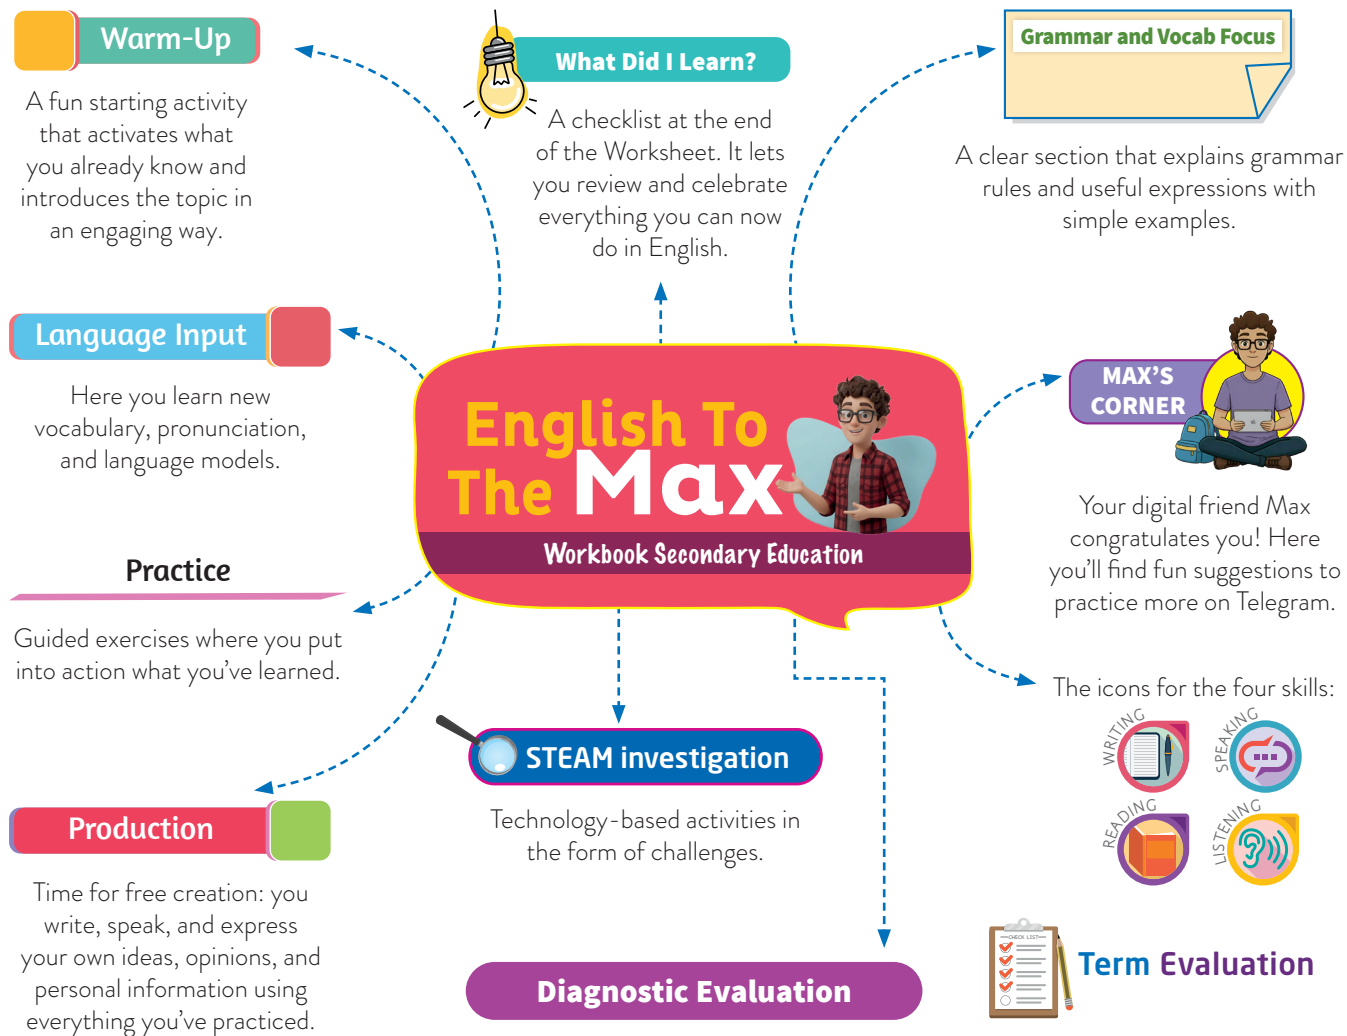 Warm-Up
A fun starting activity
that activates what
you already know and
introduces the topic in
an engaging way.
What Did I Learn?
A checklist at the end
of the Worksheet. It lets
you review and celebrate
everything you can now
do in English.
Grammar and Vocab Focus
A clear section that explains grammar
rules and useful expressions with
simple examples.
Language Input
Here you learn new
vocabulary, pronunciation,
and language models.
English To
The Max
Workbook Secondary Education
MAX'S
CORNER
Your digital friend Max
congratulates you! Here
you'll find fun suggestions to
practice more on Telegram.
Practice
Guided exercises where you put
into action what you've learned.
The icons for the four skills:
WRITING
SPEAKING
READING
LISTENING
STEAM investigation
Technology-based activities in
the form of challenges.
Production
Time for free creation: you
write, speak, and express
your own ideas, opinions, and
personal information using
everything you've practiced.
Diagnostic Evaluation
CHECK LIST
Term Evaluation